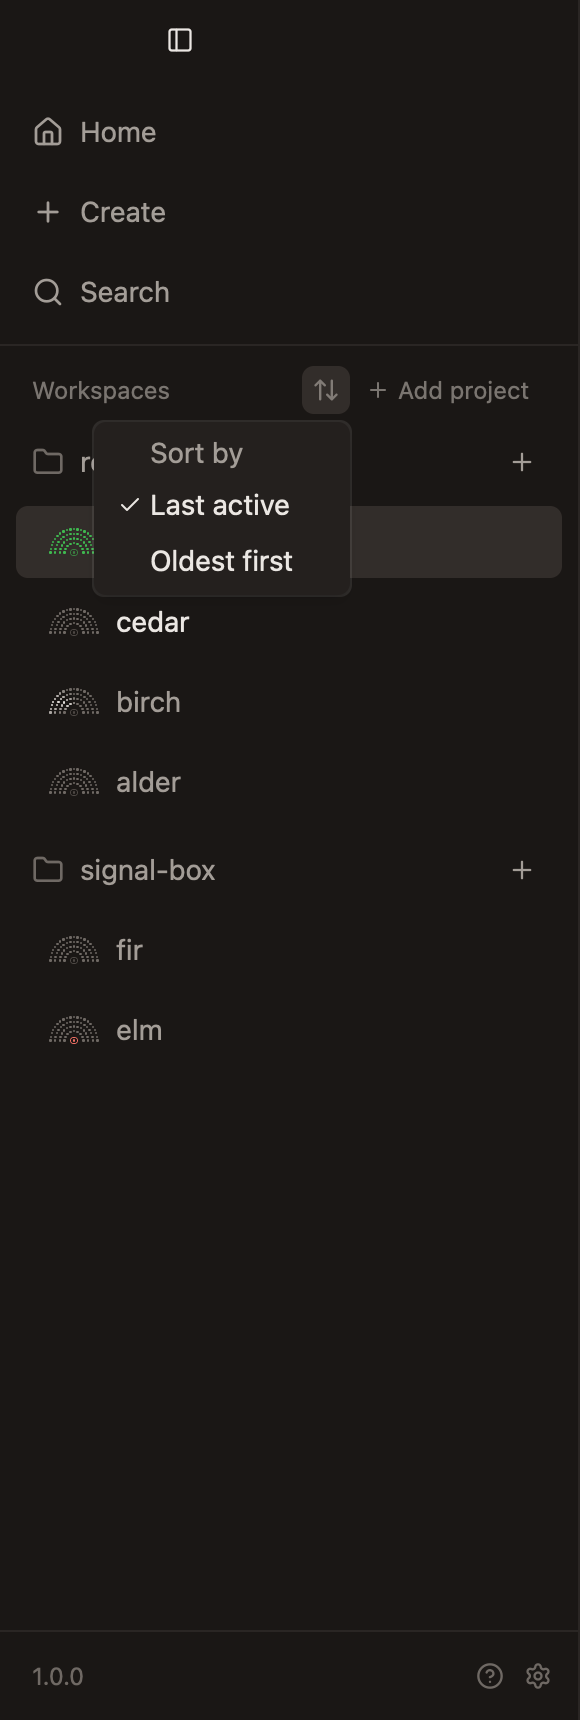 Home
Create
Search
Workspaces
Add project
Sort by
Last active
Oldest first
cedar
birch
alder
signal-box
fir
elm
1.0.0